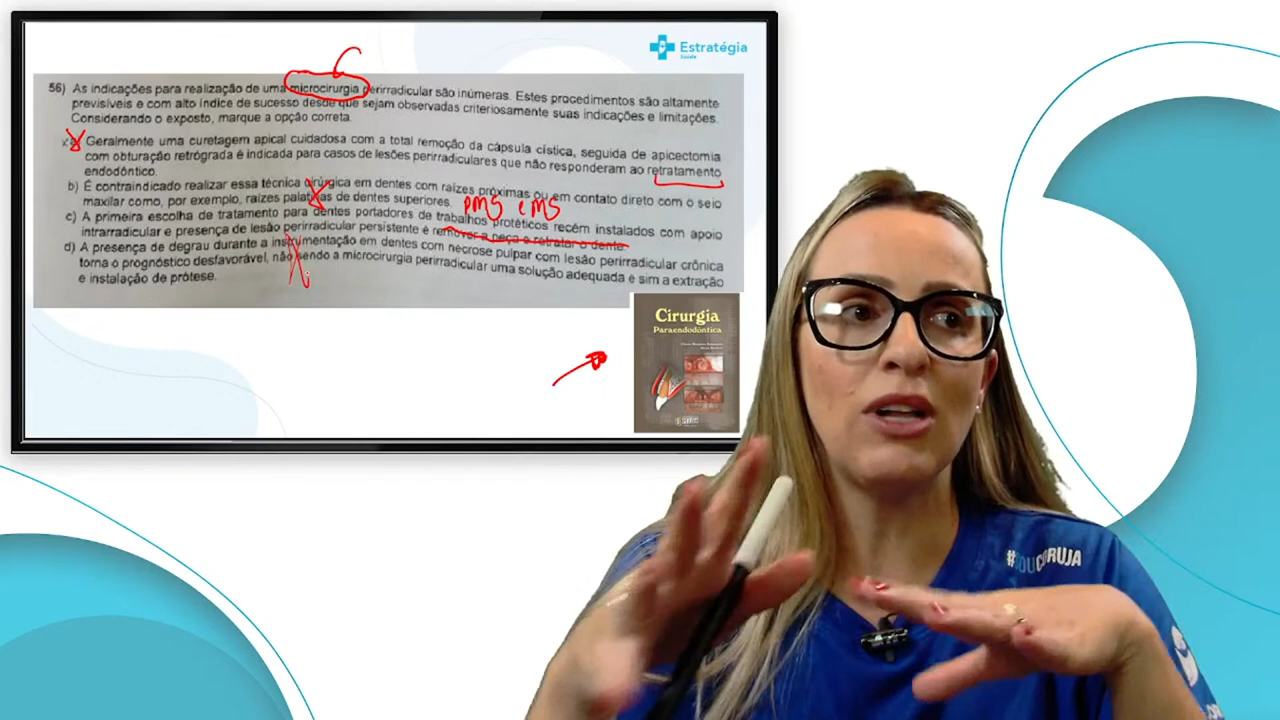 Estratégia
Saúde
56) As indicações para realização de uma microcirurgia perirradicular são inúmeras. Estes procedimentos são altamente
previsíveis e com alto índice de sucesso desde que sejam observadas criteriosamente suas indicações e limitações.
Considerando o exposto, marque a opção correta.
Geralmente uma curetagem apical cuidadosa com a total remoção da cápsula cística, seguida de apicectomia
com obturação retrógrada é indicada para casos de lesões perirradiculares que não responderam ao retratamento
endodôntico.
b) É contraindicado realizar essa técnica cirúrgica em dentes com raízes próximas ou em contato direto com o seio
maxilar como, por exemplo, raízes palatinas de dentes superiores.
PMS
c) A primeira escolha de tratamento para dentes portadores de trabalhos protéticos recém instalados com apoio
intrarradicular e presença de lesão perirradicular persistente é remover a peça e retratar o dente.
d) A presença de degrau durante a instrumentação em dentes com necrose pulpar com lesão perirradicular crônica
torna o prognóstico desfavorável, não sendo a microcirurgia perirradicular uma solução adequada e sim a extração
e instalação de prótese.
Cirurgia
Paraendodôntica